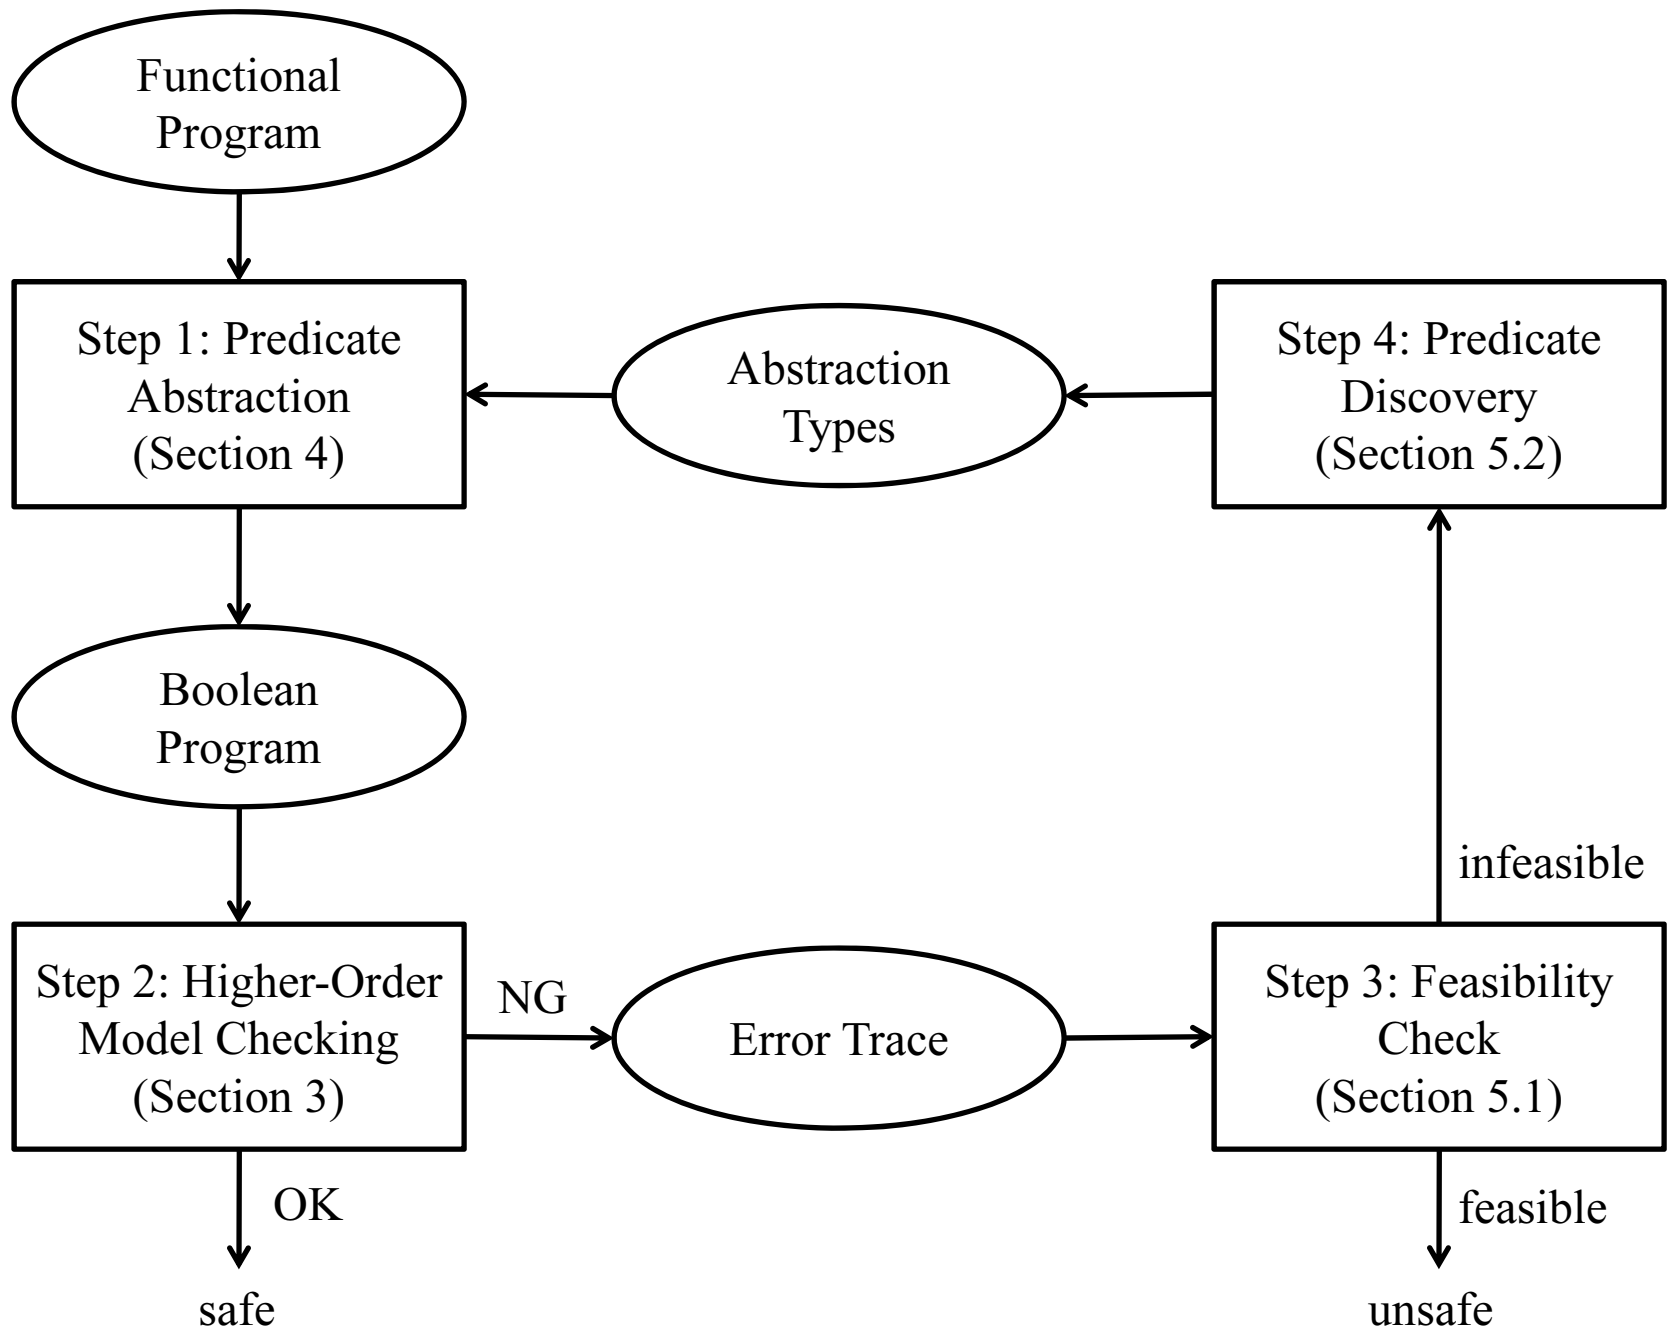 Functional
Program
Step 1: Predicate
Abstraction
(Section 4)
Abstraction
Types
Step 4: Predicate
Discovery
(Section 5.2)
Boolean
Program
infeasible
Step 2: Higher-Order
Model Checking
(Section 3)
NG
Error Trace
Step 3: Feasibility
Check
(Section 5.1)
OK
feasible
safe
unsafe